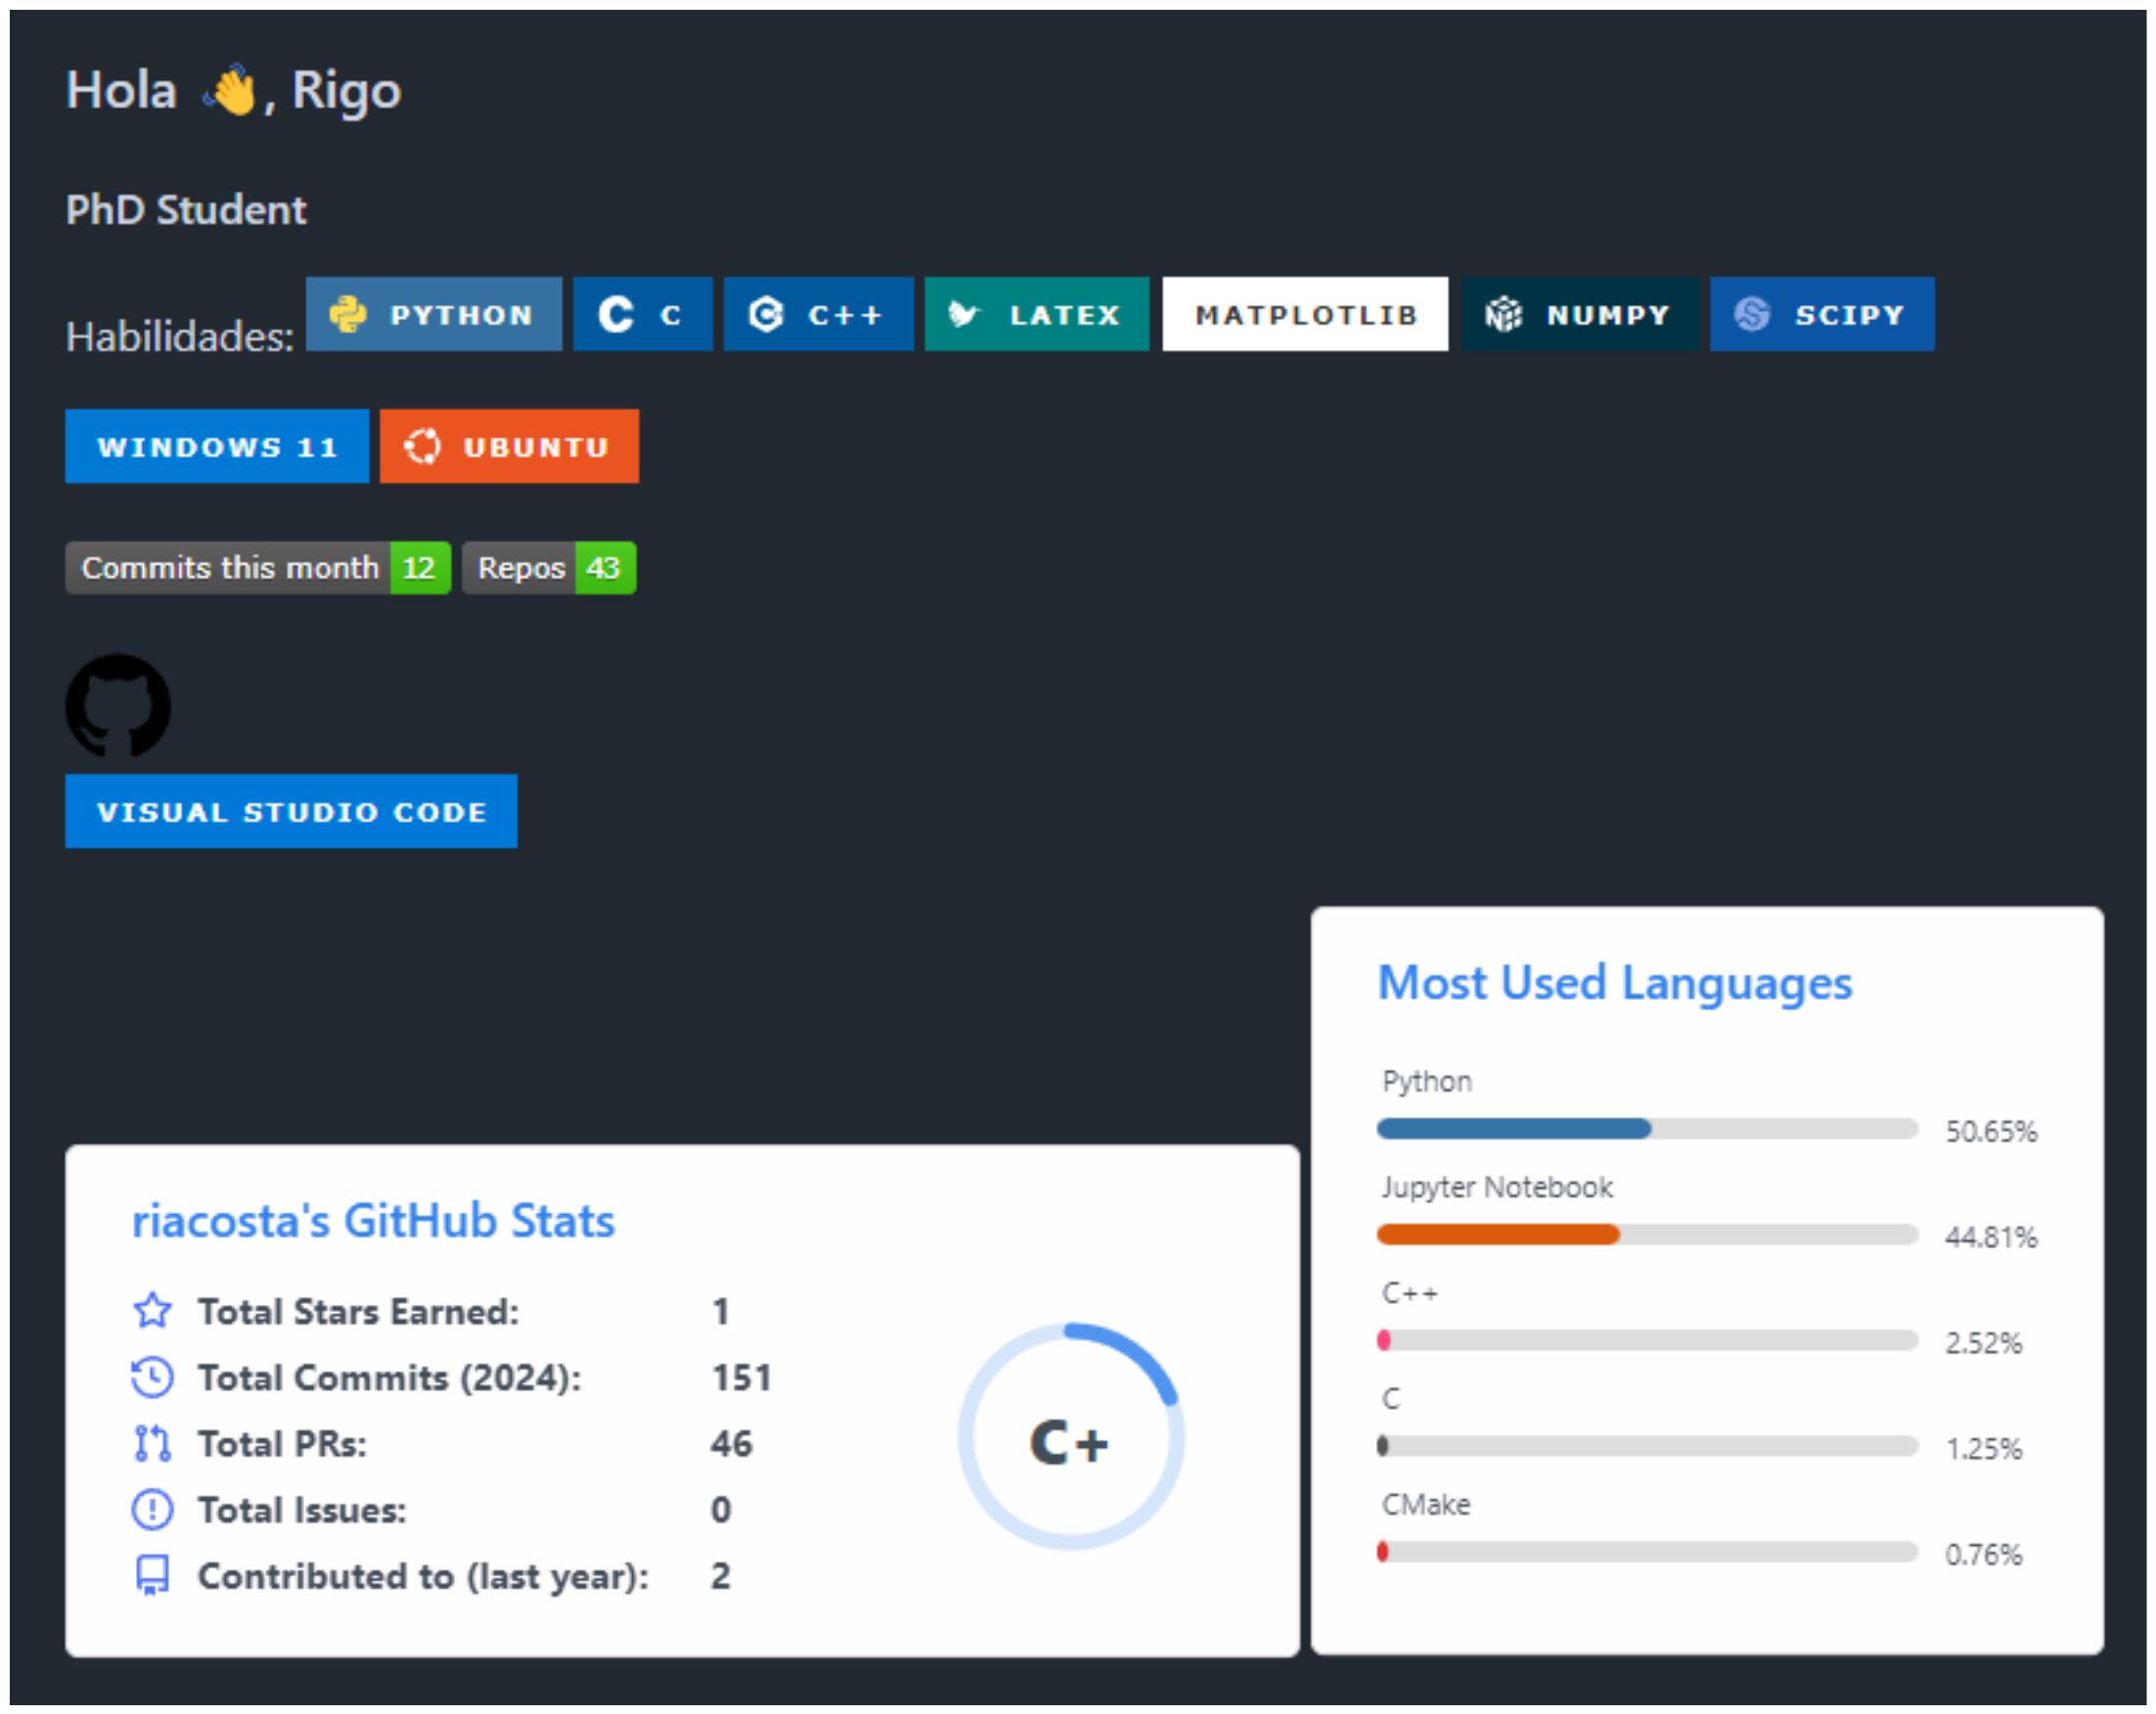 Hola 👋, Rigo
PhD Student
Habilidades: PYTHON C C++ LATEX MATPLOTLIB NUMPY SCIPY
WINDOWS 11 UBUNTU
Commits this month 12 Repos 43
VISUAL STUDIO CODE
riacosta's GitHub Stats
Total Stars Earned: 1
Total Commits (2024): 151
Total PRs: 46
Total Issues: 0
Contributed to (last year): 2
C+
Most Used Languages
Python
50.65%
Jupyter Notebook
44.81%
C++
2.52%
C
1.25%
CMake
0.76%